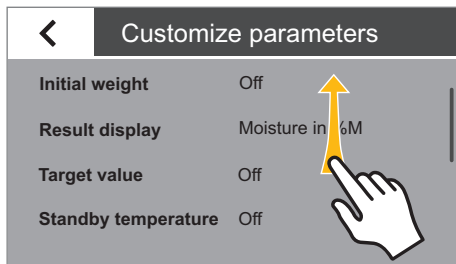 Customize parameters
Initial weight Off
Result display Moisture in %M
Target value Off
Standby temperature Off